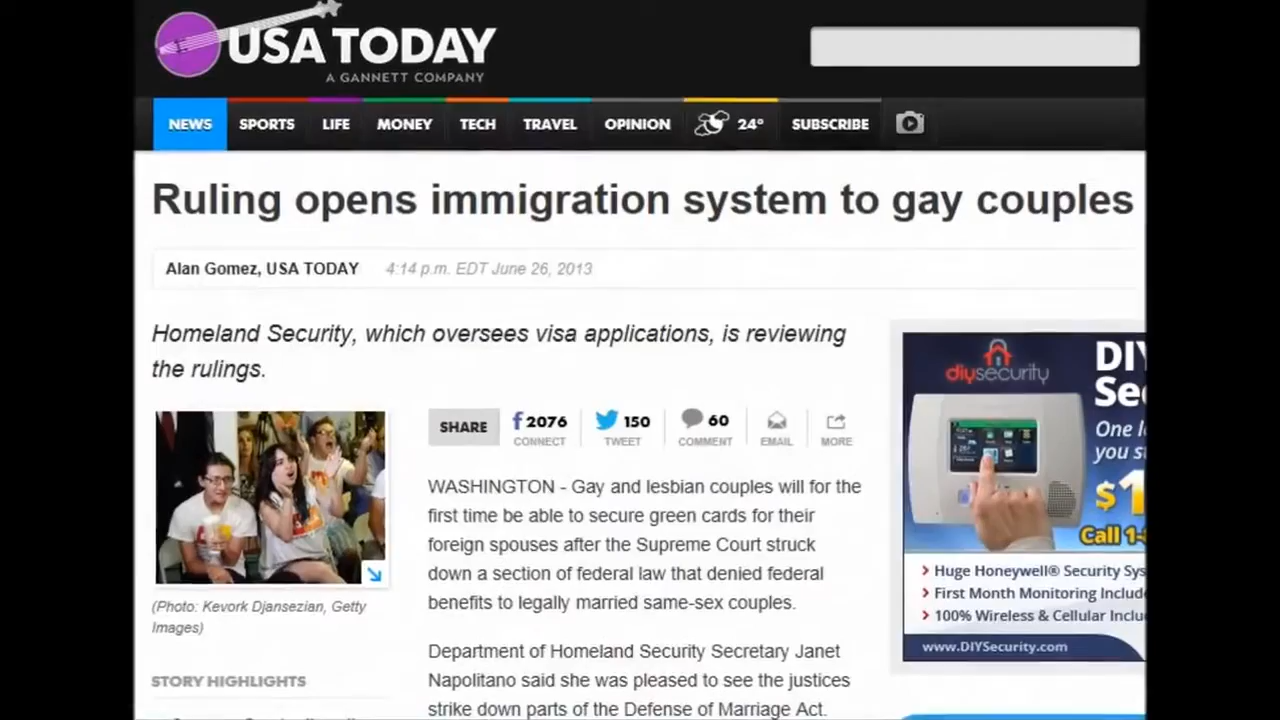 USA TODAY
A GANNETT COMPANY
NEWS SPORTS LIFE MONEY TECH TRAVEL OPINION 24° SUBSCRIBE
Ruling opens immigration system to gay couples
Alan Gomez, USA TODAY 4:14 p.m. EDT June 26, 2013
Homeland Security, which oversees visa applications, is reviewing
the rulings.
SHARE 2076 CONNECT 150 TWEET 60 COMMENT EMAIL MORE
(Photo: Kevork Djansezian, Getty
Images)
STORY HIGHLIGHTS
WASHINGTON - Gay and lesbian couples will for the
first time be able to secure green cards for their
foreign spouses after the Supreme Court struck
down a section of federal law that denied federal
benefits to legally married same-sex couples.
Department of Homeland Security Secretary Janet
Napolitano said she was pleased to see the justices
strike down parts of the Defense of Marriage Act.
diysecurity
DIY
Se
One
you s
$1
Call 1-
Huge Honeywell® Security Sys
First Month Monitoring Include
100% Wireless & Cellular Inclu
www.DIYSecurity.com